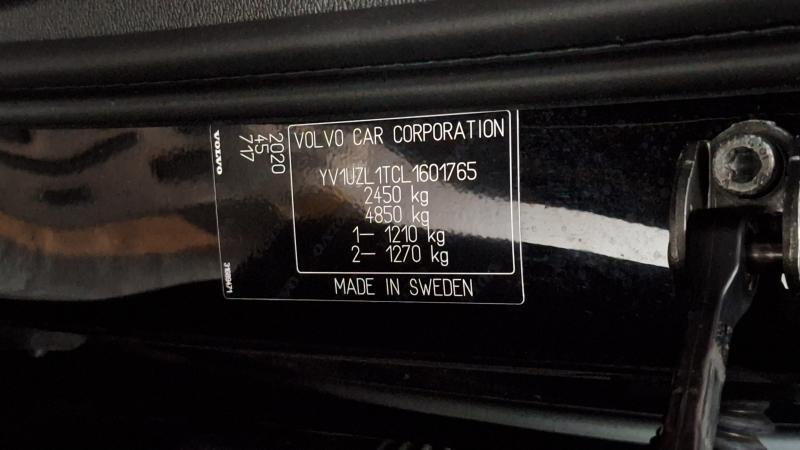 VOLVO
2020
45
717
VOLVO CAR CORPORATION
YV1UZL1TCL1601765
2450 kg
4850 kg
1– 1210 kg
2– 1270 kg
MADE IN SWEDEN